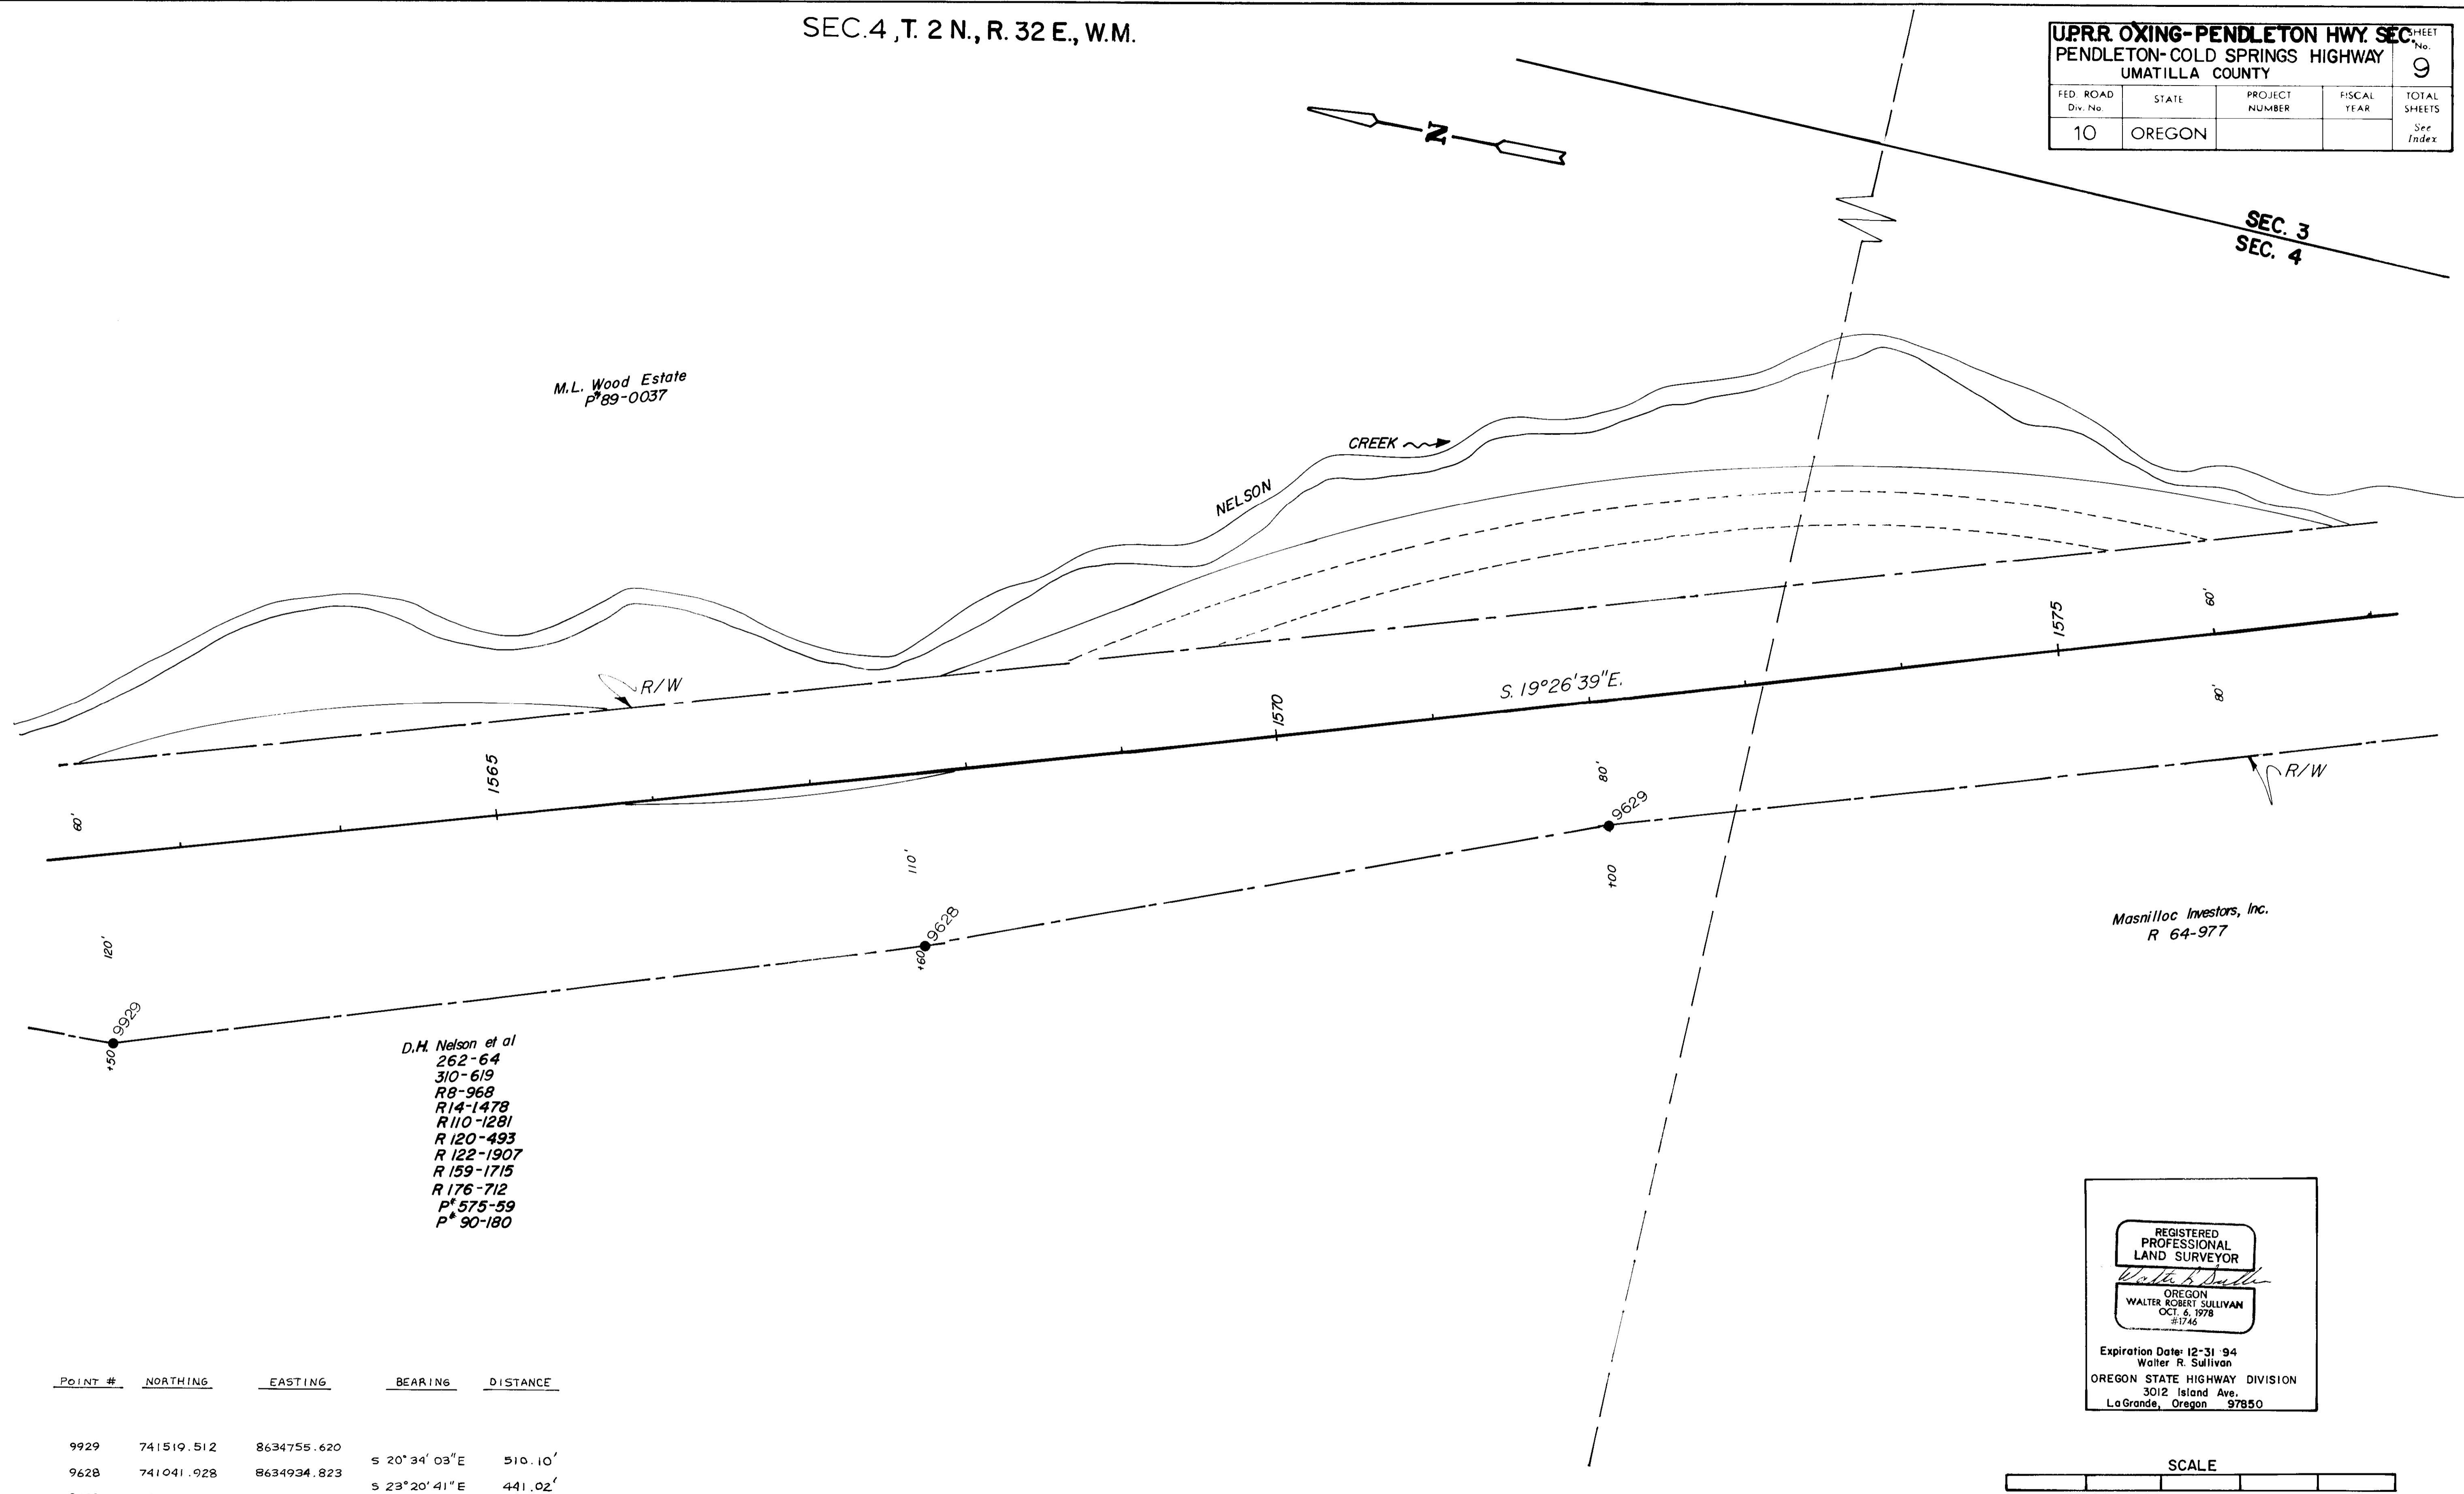 SEC.4 ,T. 2 N., R. 32 E., W.M.
U.P.R.R. OXING-PENDLETON HWY. SEC.
PENDLETON-COLD SPRINGS HIGHWAY
UMATILLA COUNTY
SHEET
No.
9
FED. ROAD
Div. No.
STATE
PROJECT
NUMBER
FISCAL
YEAR
TOTAL
SHEETS
10
OREGON
See
Index
N
SEC. 3
SEC. 4
M.L. Wood Estate
P# 89-0037
CREEK
NELSON
R/W
S. 19°26'39"E.
1565
1570
1575
60'
60'
80'
80'
R/W
9629
+00
110'
9628
+60
120'
9929
+50
Masnilloc Investors, Inc.
R 64-977
D.H. Nelson et al
262-64
310-619
R8-968
R14-1478
R110-1281
R 120-493
R 122-1907
R 159-1715
R 176-712
P# 575-59
P# 90-180
REGISTERED
PROFESSIONAL
LAND SURVEYOR
OREGON
WALTER ROBERT SULLIVAN
OCT. 6, 1978
#1746
Expiration Date: 12-31 94
Walter R. Sullivan
OREGON STATE HIGHWAY DIVISION
3012 Island Ave.
LaGrande, Oregon 97850
POINT # NORTHING EASTING BEARING DISTANCE
9929 741519.512 8634755.620
S 20° 34' 03" E 510.10'
9628 741041.928 8634934.823
S 23° 20' 41" E 441.02'
SCALE